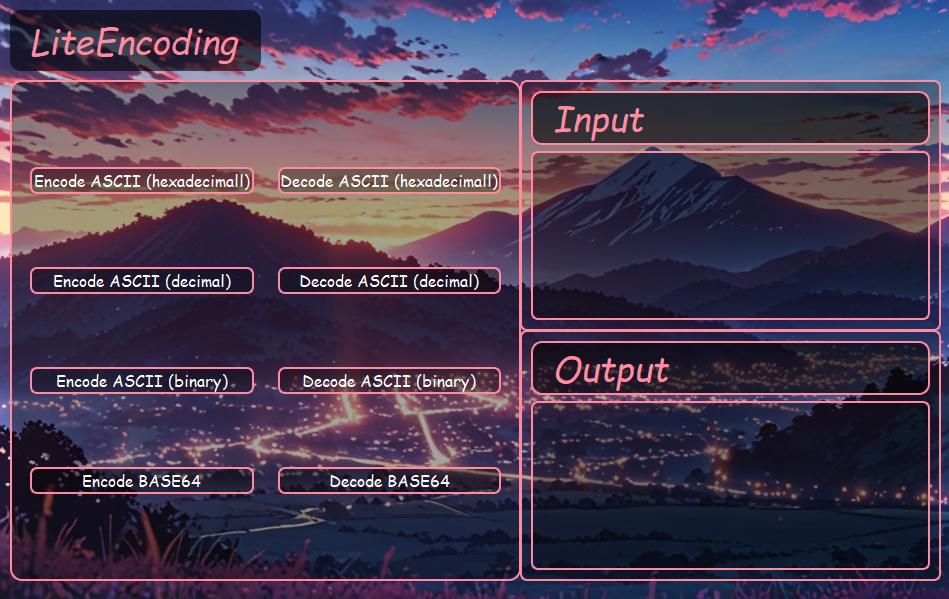 LiteEncoding
Input
Encode ASCII (hexadecimall)
Decode ASCII (hexadecimall)
Encode ASCII (decimal)
Decode ASCII (decimal)
Output
Encode ASCII (binary)
Decode ASCII (binary)
Encode BASE64
Decode BASE64